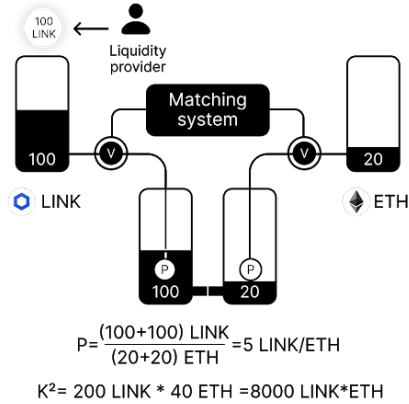 100
LINK
Liquidity
provider
Matching
system
V
V
100
20
LINK
ETH
P
P
100
20
P= (100+100) LINK / (20+20) ETH =5 LINK/ETH
K²= 200 LINK * 40 ETH =8000 LINK*ETH